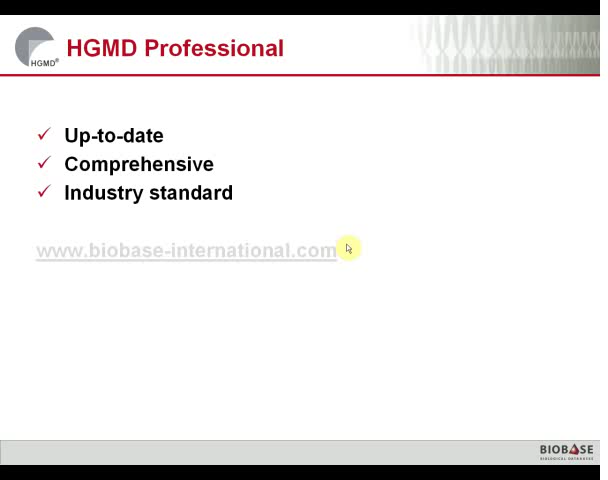 HGMD®
HGMD Professional
Up-to-date
Comprehensive
Industry standard
www.biobase-international.com
BIOBASE
BIOLOGICAL DATABASES